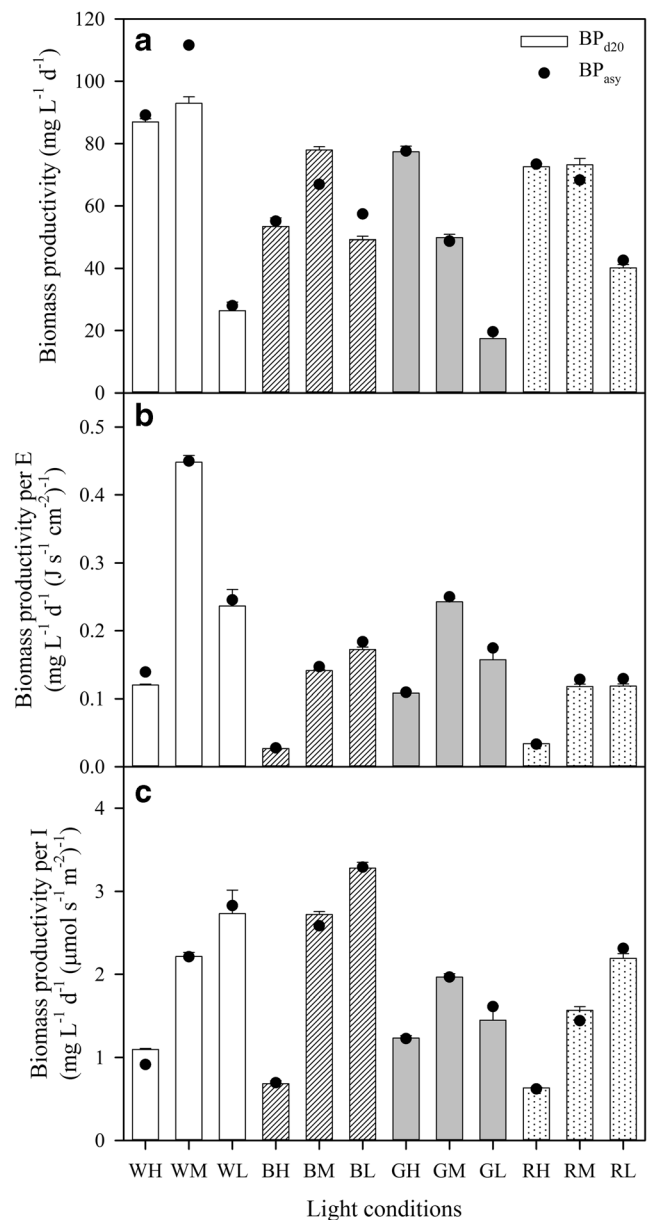 a
BP_d20
BP_asy
Biomass productivity (mg L⁻¹ d⁻¹)
120
100
80
60
40
20
0
b
Biomass productivity per E
(mg L⁻¹ d⁻¹ (J s⁻¹ cm⁻²)⁻¹)
0.5
0.4
0.3
0.2
0.1
0.0
c
Biomass productivity per I
(mg L⁻¹ d⁻¹ (μmol s⁻¹ m⁻²)⁻¹)
4
3
2
1
0
WH WM WL BH BM BL GH GM GL RH RM RL
Light conditions